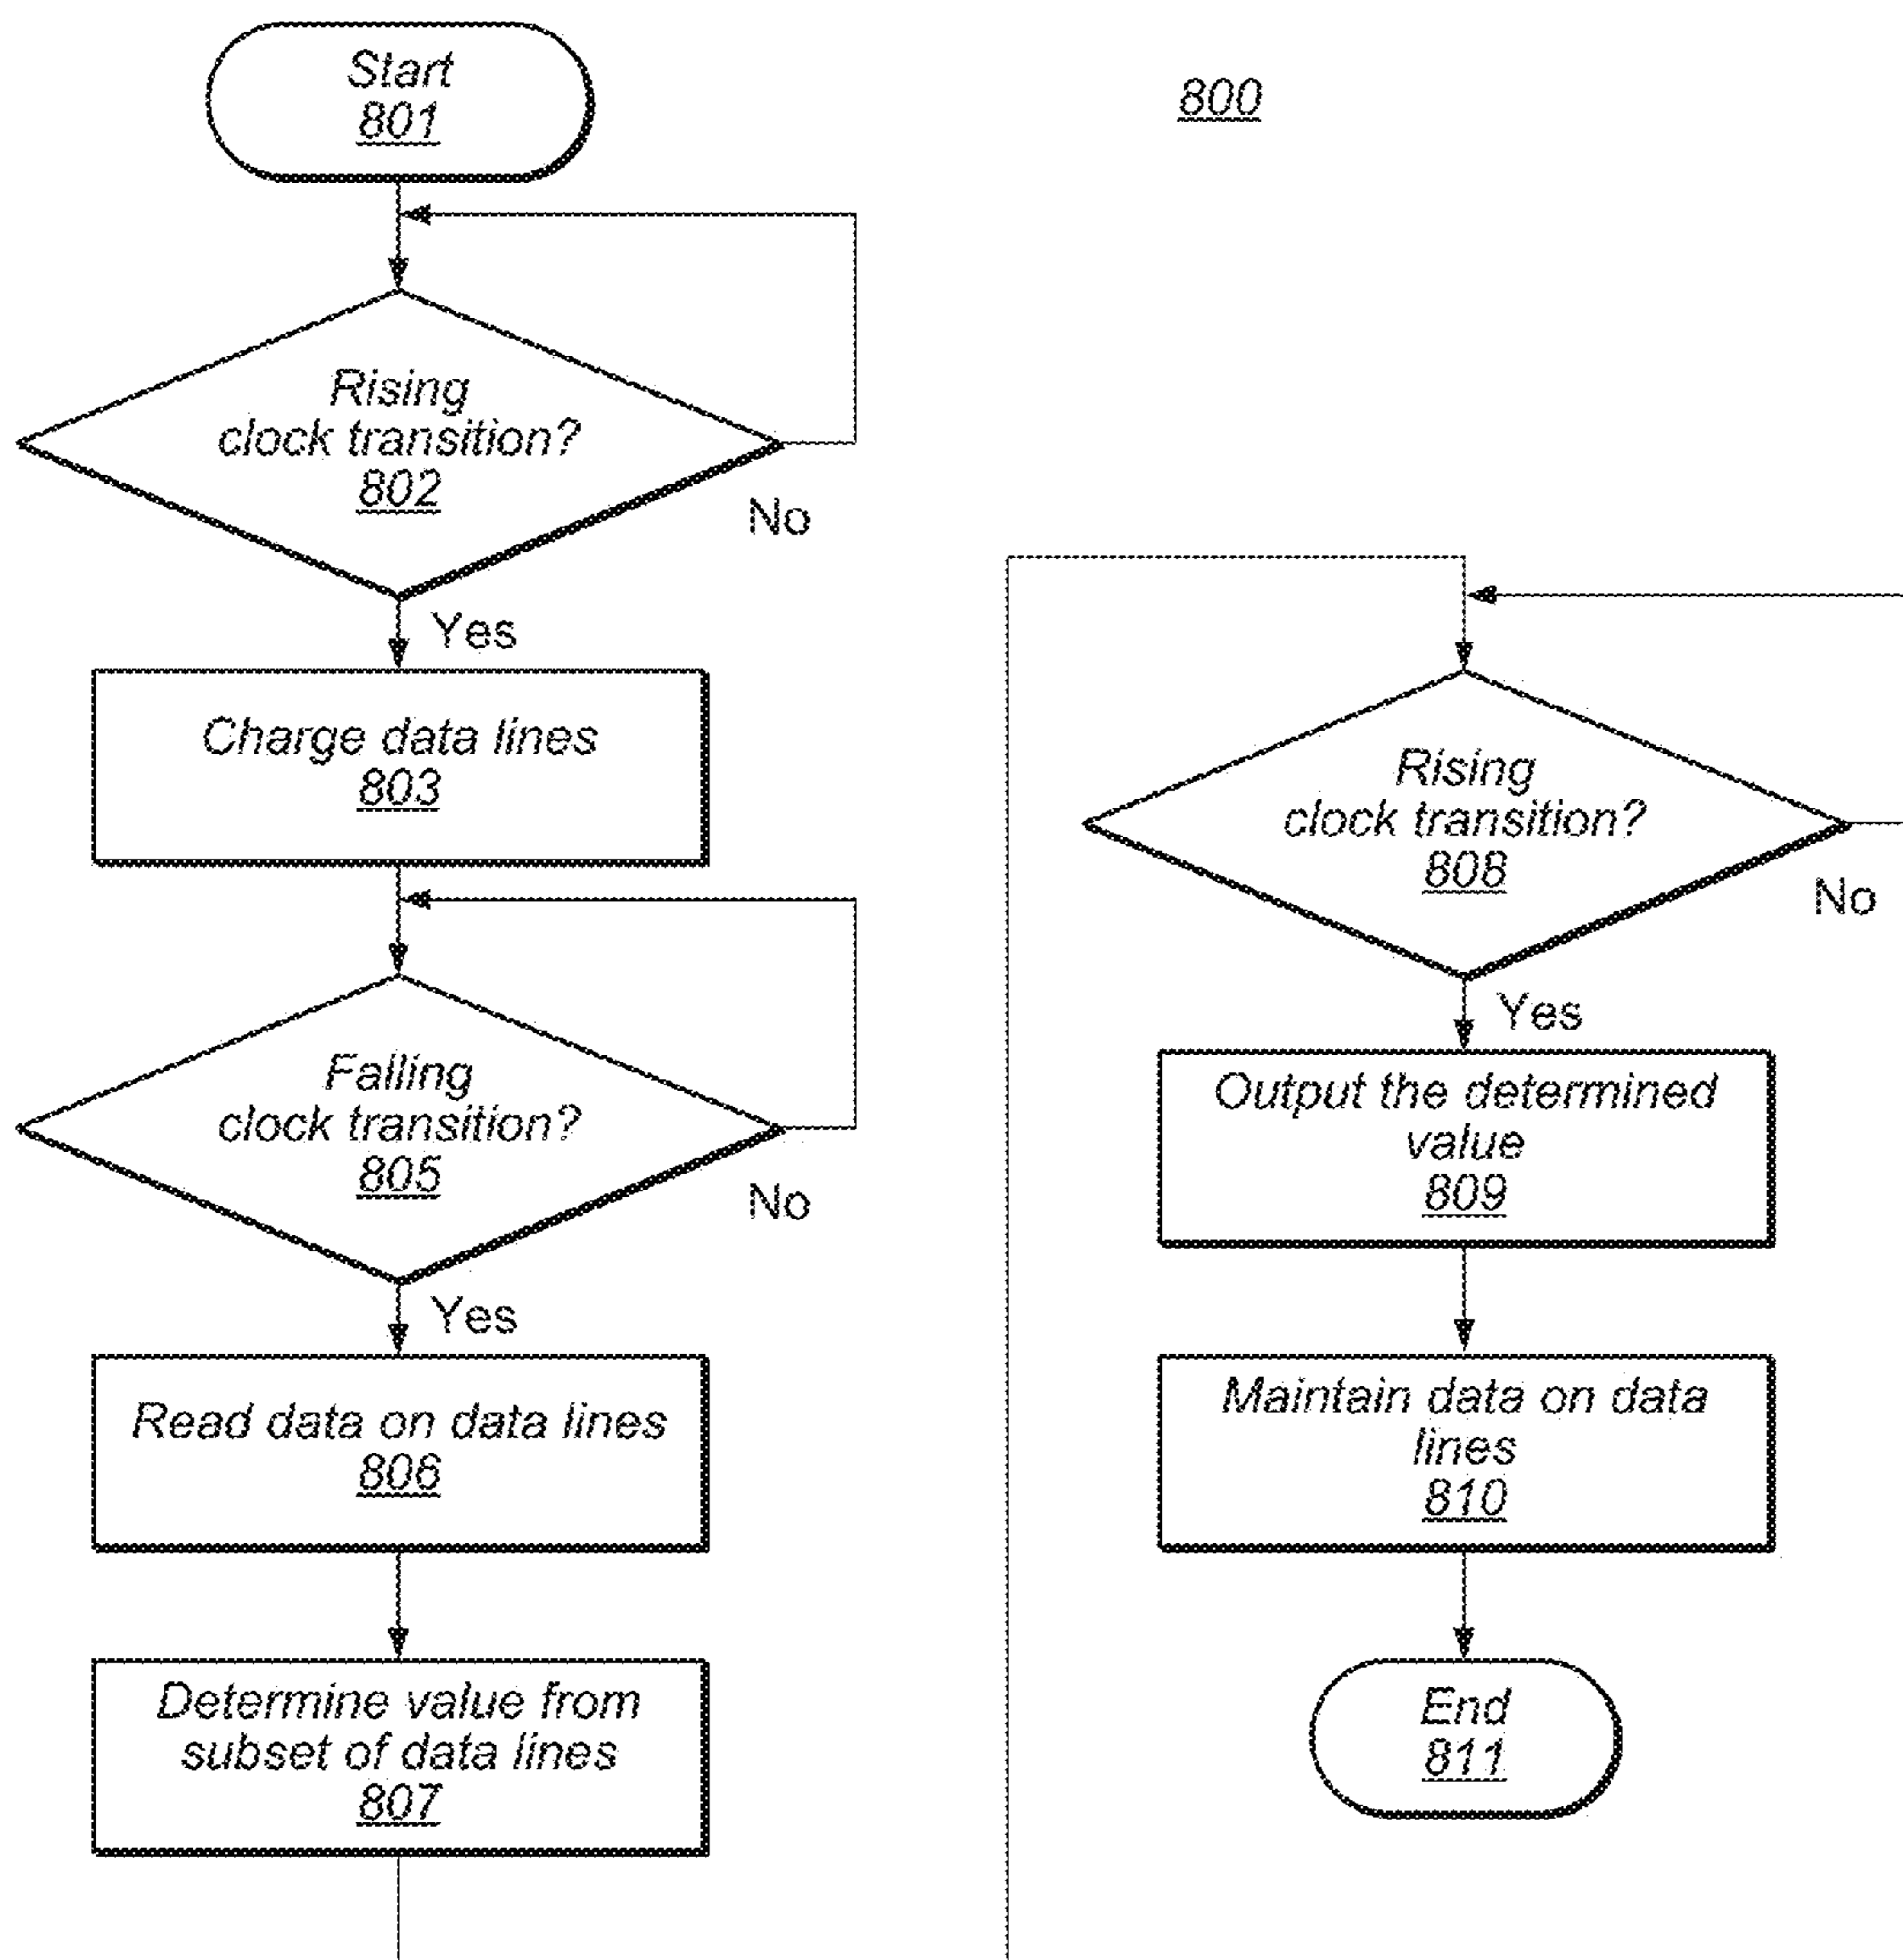 Start
801
800
Rising
clock transition?
802
No
Yes
Charge data lines
803
Falling
clock transition?
805
No
Yes
Read data on data lines
806
Determine value from
subset of data lines
807
Rising
clock transition?
808
No
Yes
Output the determined
value
809
Maintain data on data
lines
810
End
811